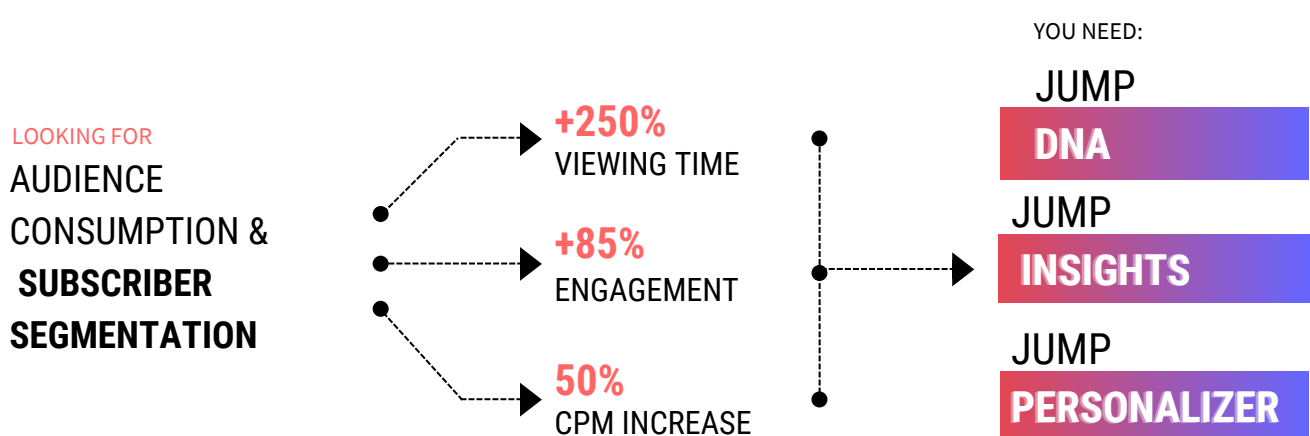 LOOKING FOR
AUDIENCE
CONSUMPTION &
SUBSCRIBER
SEGMENTATION
+250%
VIEWING TIME
+85%
ENGAGEMENT
50%
CPM INCREASE
YOU NEED:
JUMP
DNA
JUMP
INSIGHTS
JUMP
PERSONALIZER